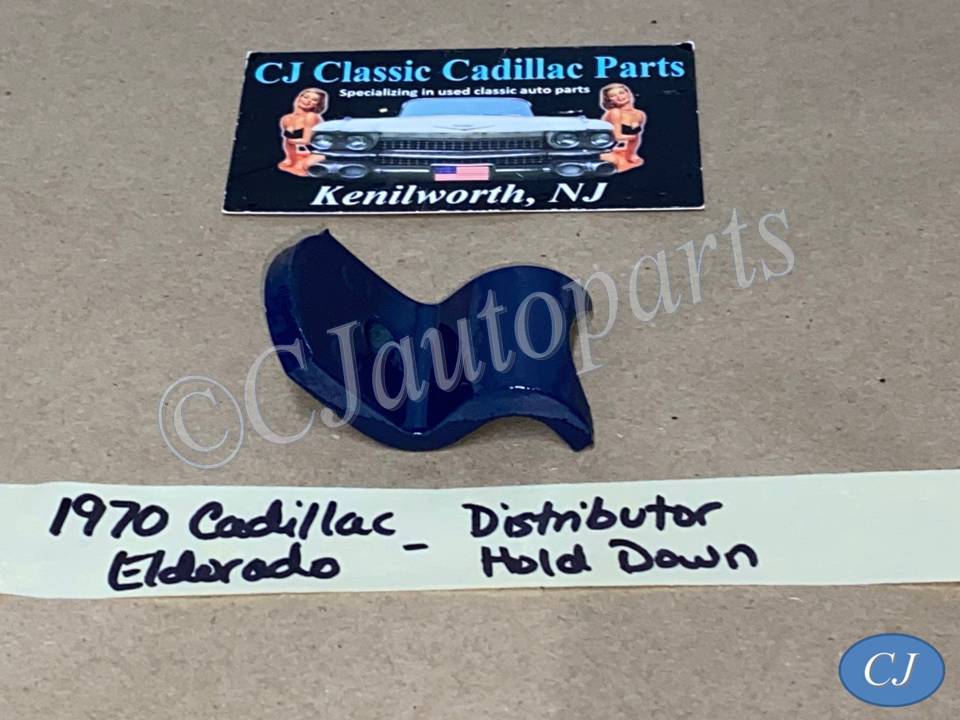 CJ Classic Cadillac Parts
Specializing in used classic auto parts
Kenilworth, NJ
©CJautoparts
1970 Cadillac - Distributor
Eldorado Hold Down
CJ